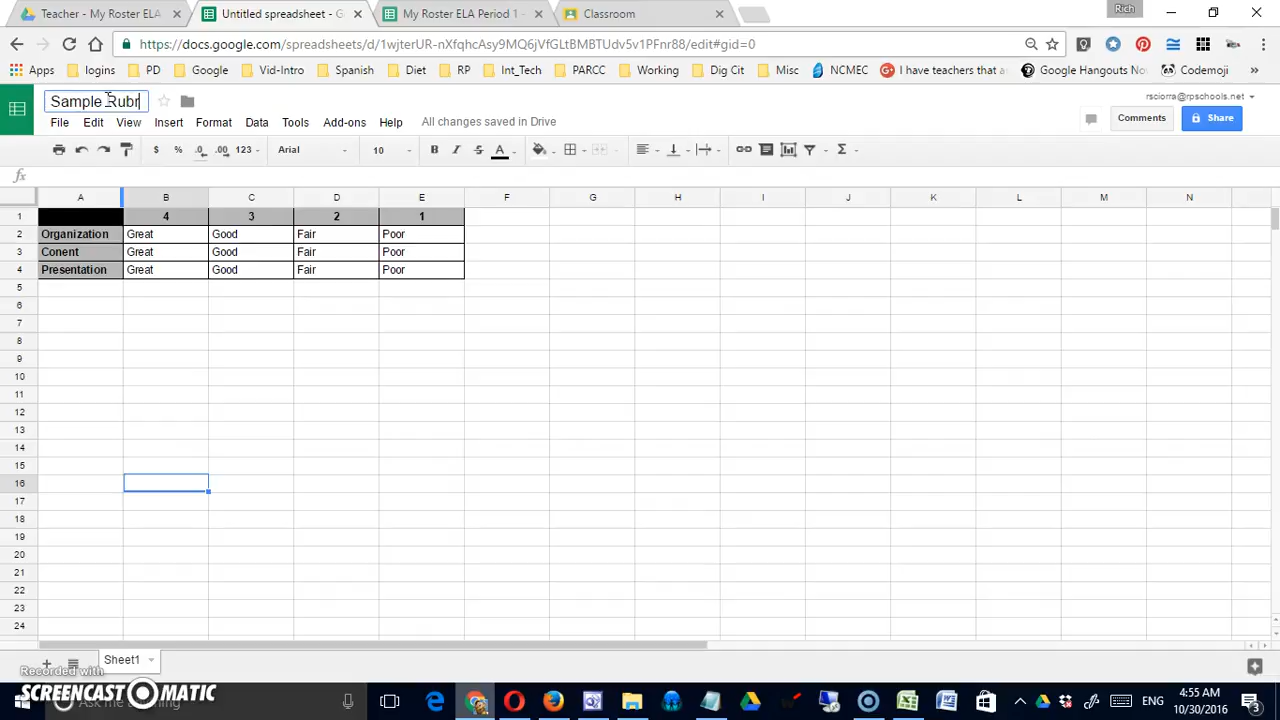 Teacher - My Roster ELA
Untitled spreadsheet - G
My Roster ELA Period 1 -
Classroom
Rich
https://docs.google.com/spreadsheets/d/1wjterUR-nXfqhcAsy9MQ6jVfGLtBMBTUdv5v1PFnr88/edit#gid=0
Apps logins PD Google Vid-Intro Spanish Diet RP Int_Tech PARCC Working Dig Cit Misc NCMEC I have teachers that a Google Hangouts No Codemoji »
Sample Rubr
rsciorra@rpschools.net
File Edit View Insert Format Data Tools Add-ons Help All changes saved in Drive
Comments Share
$ % .0 .00 123 Arial 10 B I A Σ
fx
A B C D E F G H I J K L M N
1 4 3 2 1
2 Organization Great Good Fair Poor
3 Conent Great Good Fair Poor
4 Presentation Great Good Fair Poor
5
6
7
8
9
10
11
12
13
14
15
16
17
18
19
20
21
22
23
24
Sheet1
Recorded with
SCREENCAST MATIC
Ask me anything
ENG
4:55 AM
10/30/2016
3